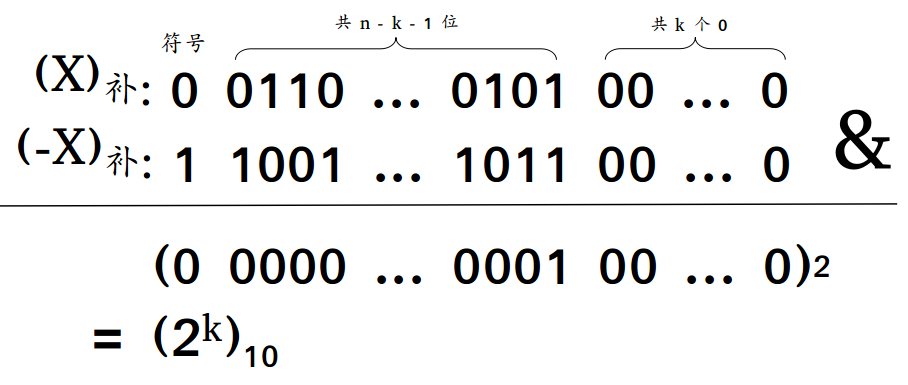 共 n - k - 1 位 共 k 个 0
符号
(X)补: 0 0110 ... 0101 00 ... 0
(-X)补: 1 1001 ... 1011 00 ... 0 &
(0 0000 ... 0001 00 ... 0)2
= (2^k)10